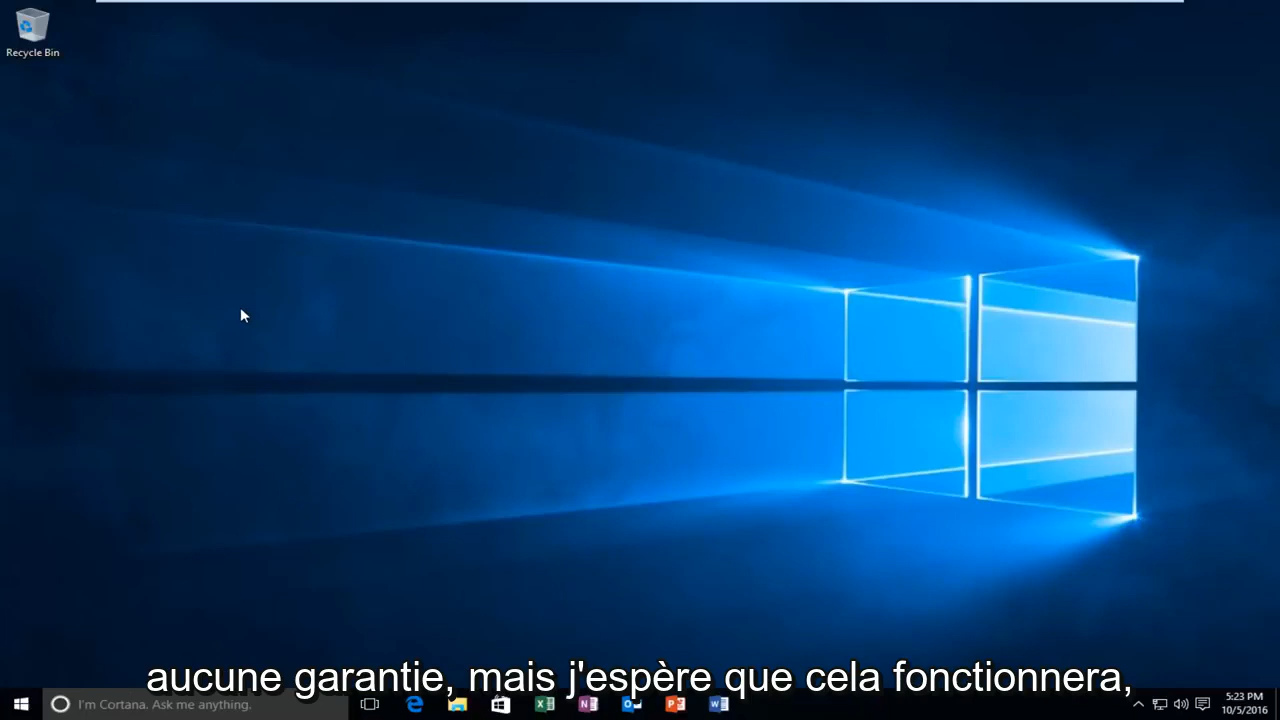 Recycle Bin
aucune garantie, mais j'espère que cela fonctionnera,
I'm Cortana. Ask me anything.
5:23 PM
10/5/2016